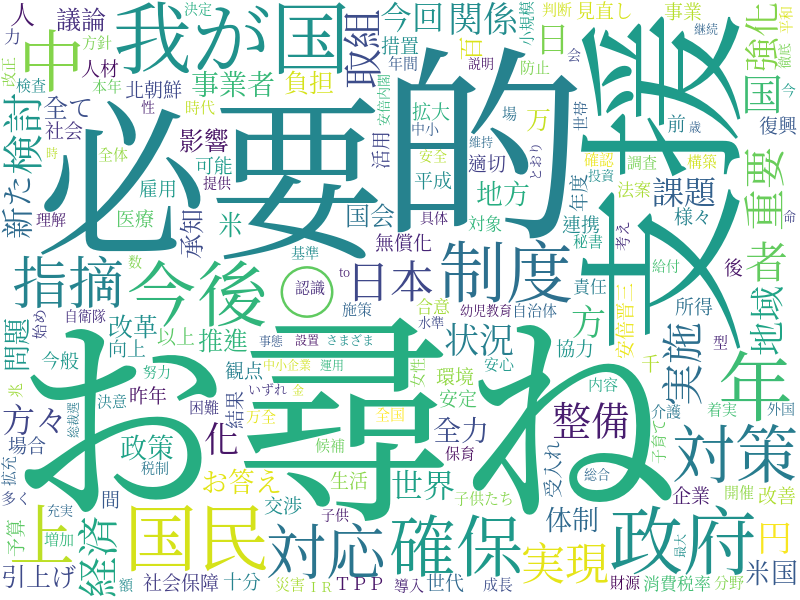 人
力
決定
議論
我が国
今回
関係
判断
見直し
事業
平和
方針
中
取組
措置
百
日
小規模
強化
継続
徹底
改正
人材
年間
説明
防止
検査
本年
北朝鮮
事業者
負担
安倍内閣
検討
全て
性
時代
必要
的
支援
拡大
中小
場
万
世帯
国
今
社会
影響
活用
維持
前
歳
復興
時
全体
可能
安全
とおり
確認
調査
構築
新た
提供
適切
平成
年度
投資
法案
重要
理解
雇用
地方
課題
医療
承知
米
国会
対象
連携
様々
命
具体
秘書
考え
無償化
基準
指摘
数
今後
認識
to
日本
制度
方
責任
給付
後
地域
者
施策
合意
幼児教育
自治体
所得
水準
安倍晋三
問題
始め
自衛隊
改革
以上
推進
事態
設置
さまざま
状況
協力
千
型
兆
今般
向上
中小企業
運用
女性
環境
安心
実施
年
努力
観点
いずれ
金
安定
内容
方々
総裁選
決意
昨年
困難
結果
万全
全国
全力
介護
着実
外国
お尋ね
場合
政策
化
候補
保育
整備
受入れ
子育て
対策
拡充
税制
お答え
生活
世界
総合
多く
充実
間
交渉
子供たち
企業
開催
改善
上
国民
子供
対応
確保
体制
政府
円
予算
増加
経済
実現
最大
米国
引上げ
額
社会保障
十分
災害
ＩＲ
ＴＰＰ
導入
世代
成長
財源
消費税率
分野